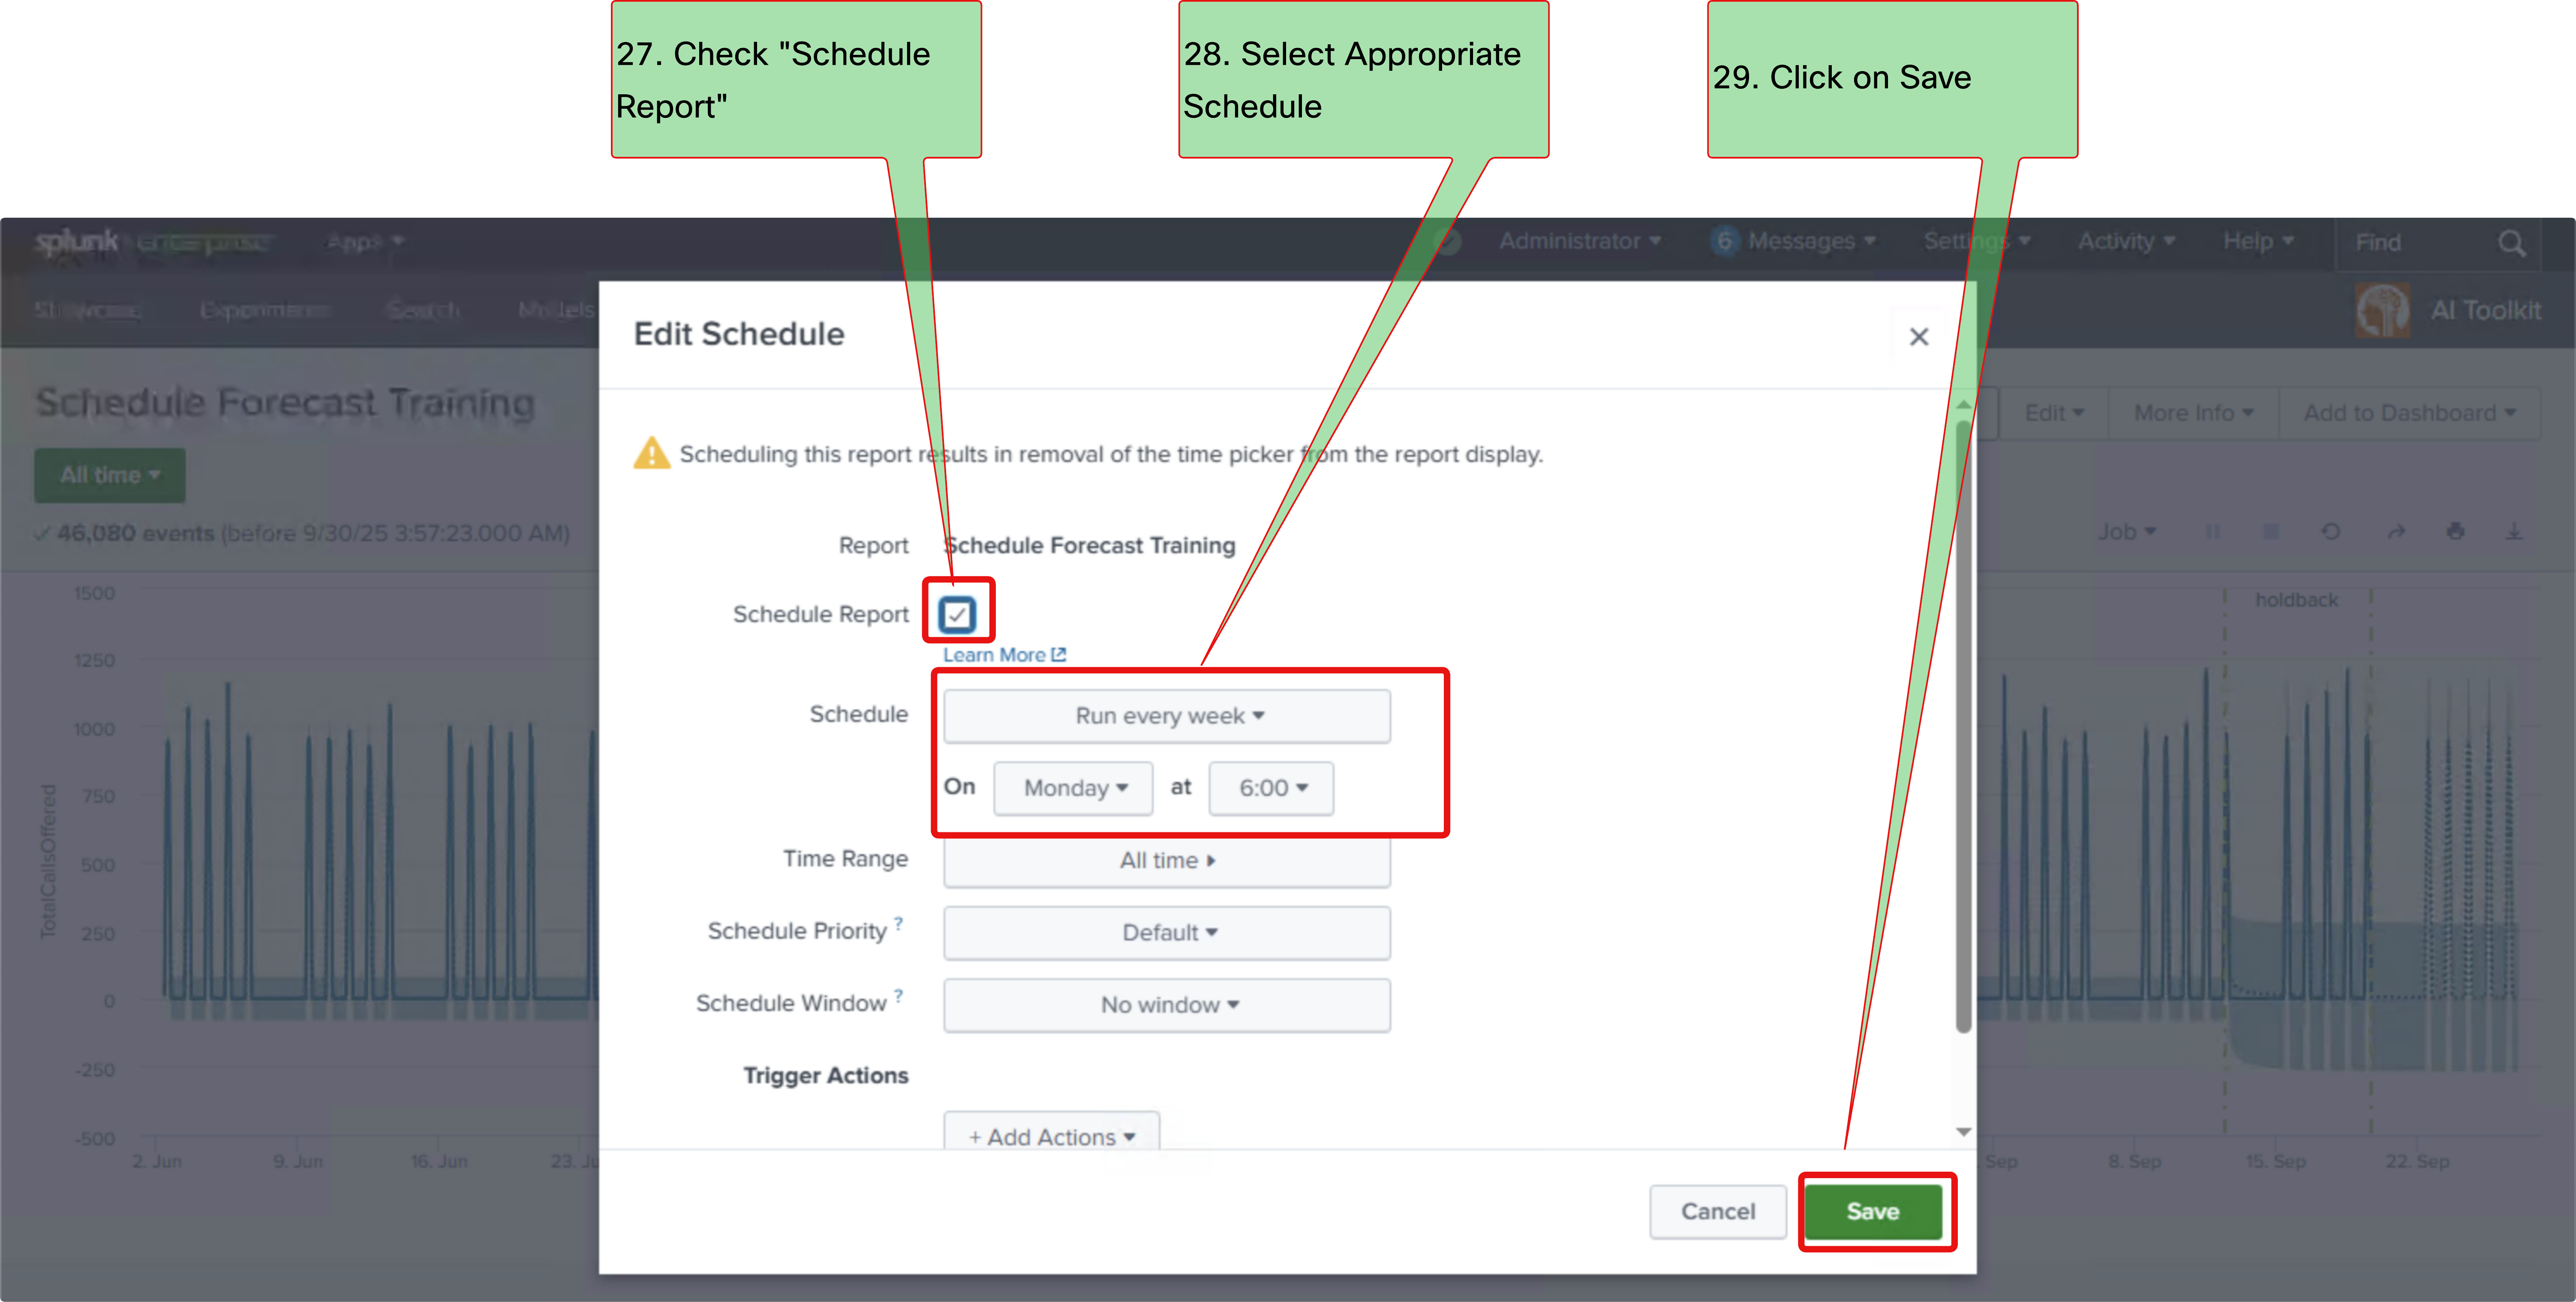 27. Check "Schedule
Report"
28. Select Appropriate
Schedule
29. Click on Save
splunk> enterprise
Apps
Administrator
6 Messages
Settings
Activity
Help
Find
Showcase
Experiments
Search
Models
AI Toolkit
Edit Schedule
Schedule Forecast Training
Edit
More Info
Add to Dashboard
All time
46,080 events (before 9/30/25 3:57:23.000 AM)
Job
Scheduling this report results in removal of the time picker from the report display.
Report
Schedule Forecast Training
Schedule Report
Learn More
Schedule
Run every week
On
Monday
at
6:00
Time Range
All time
Schedule Priority ?
Default
Schedule Window ?
No window
Trigger Actions
+ Add Actions
Cancel
Save
TotalCallsOffered
1500
1250
1000
750
500
250
0
-250
-500
2. Jun
9. Jun
16. Jun
23. Ju
holdback
Sep
8. Sep
15. Sep
22. Sep